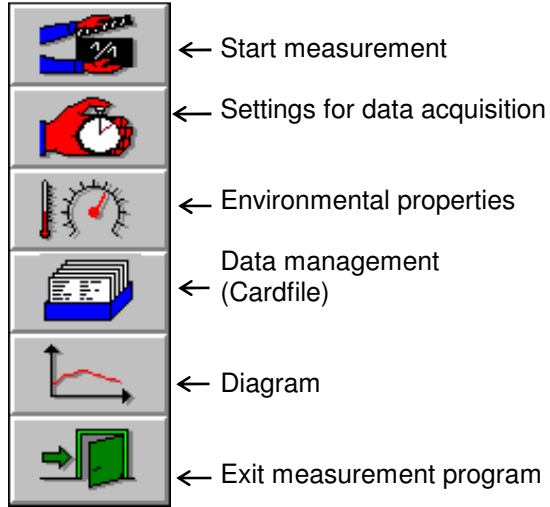 Start measurement
Settings for data acquisition
Environmental properties
Data management
(Cardfile)
Diagram
Exit measurement program